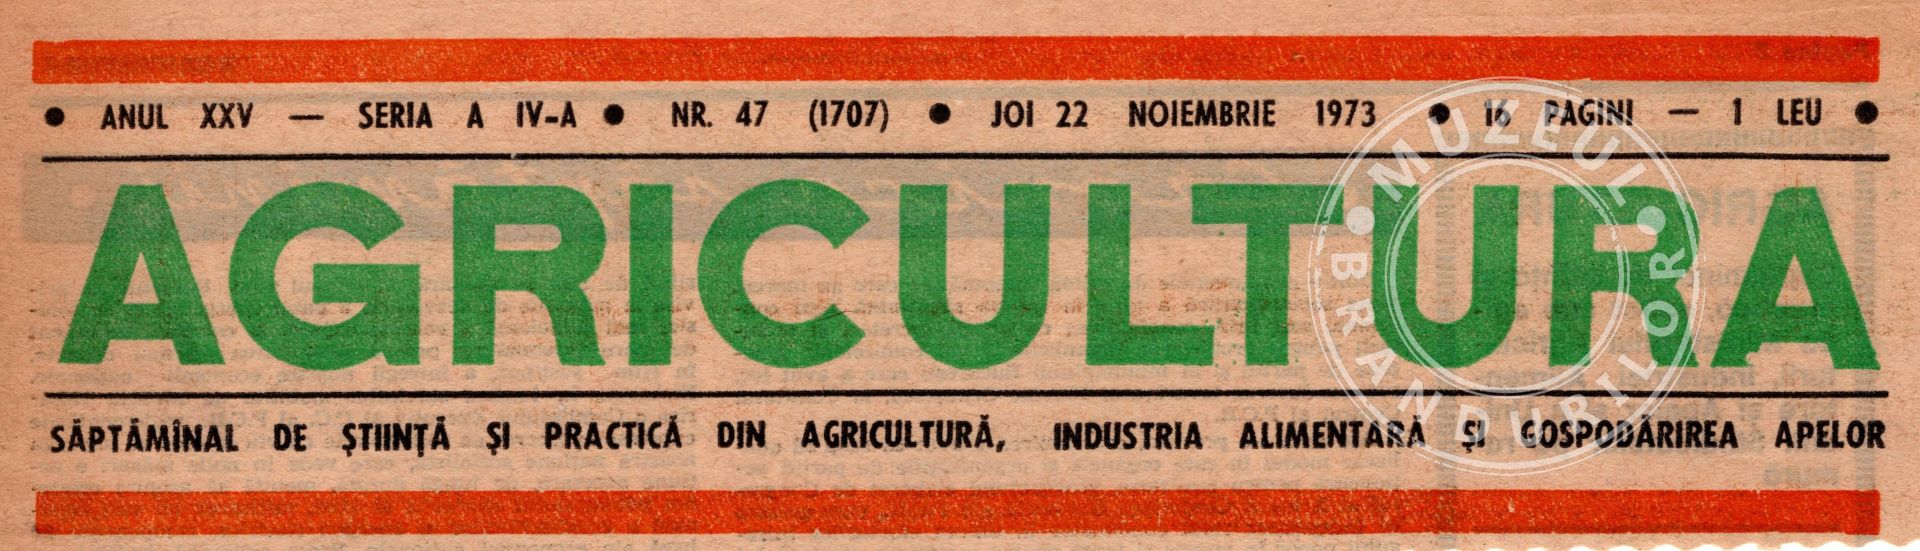 • ANUL XXV — SERIA A IV-A • NR. 47 (1707) • JOI 22 NOIEMBRIE 1973 • 16 PAGINI — 1 LEU •
AGRICULTURA
SĂPTĂMÎNAL DE ȘTIINȚĂ ȘI PRACTICĂ DIN AGRICULTURĂ, INDUSTRIA ALIMENTARĂ ȘI GOSPODĂRIREA APELOR
MUZEUL
BRANDURILOR